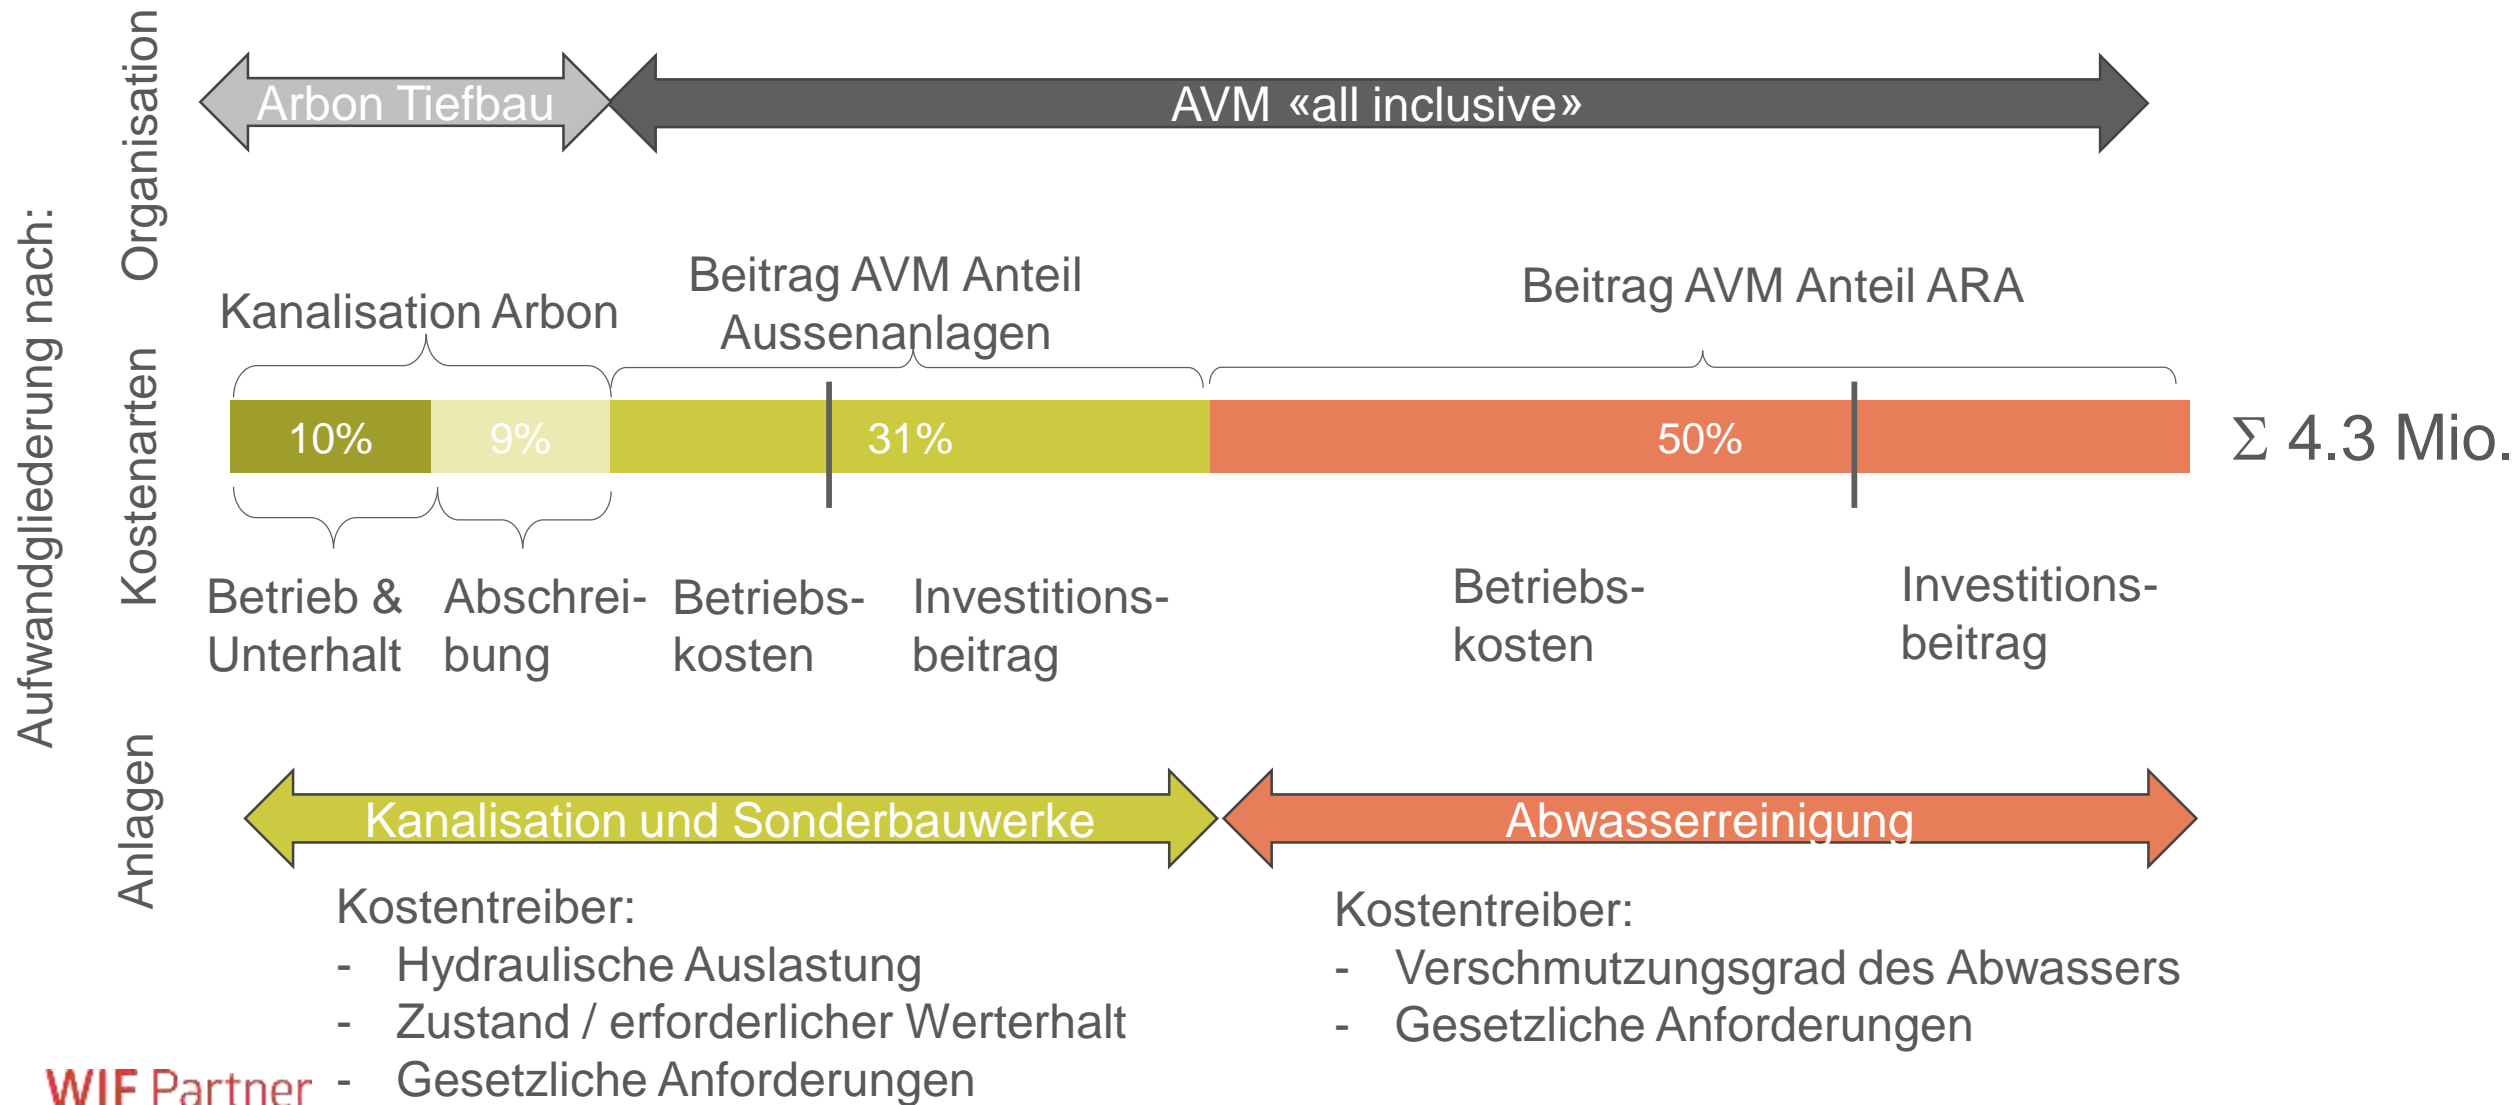 Aufwandgliederung nach:
Organisation
Arbon Tiefbau
AVM «all inclusive»
Kostenarten
Kanalisation Arbon
Beitrag AVM Anteil
Aussenanlagen
Beitrag AVM Anteil ARA
10%
9%
31%
50%
Σ 4.3 Mio.
Betrieb &
Unterhalt
Abschrei-
bung
Betriebs-
kosten
Investitions-
beitrag
Betriebs-
kosten
Investitions-
beitrag
Anlagen
Kanalisation und Sonderbauwerke
Abwasserreinigung
Kostentreiber:
- Hydraulische Auslastung
- Zustand / erforderlicher Werterhalt
- Gesetzliche Anforderungen
Kostentreiber:
- Verschmutzungsgrad des Abwassers
- Gesetzliche Anforderungen
WIF Partner